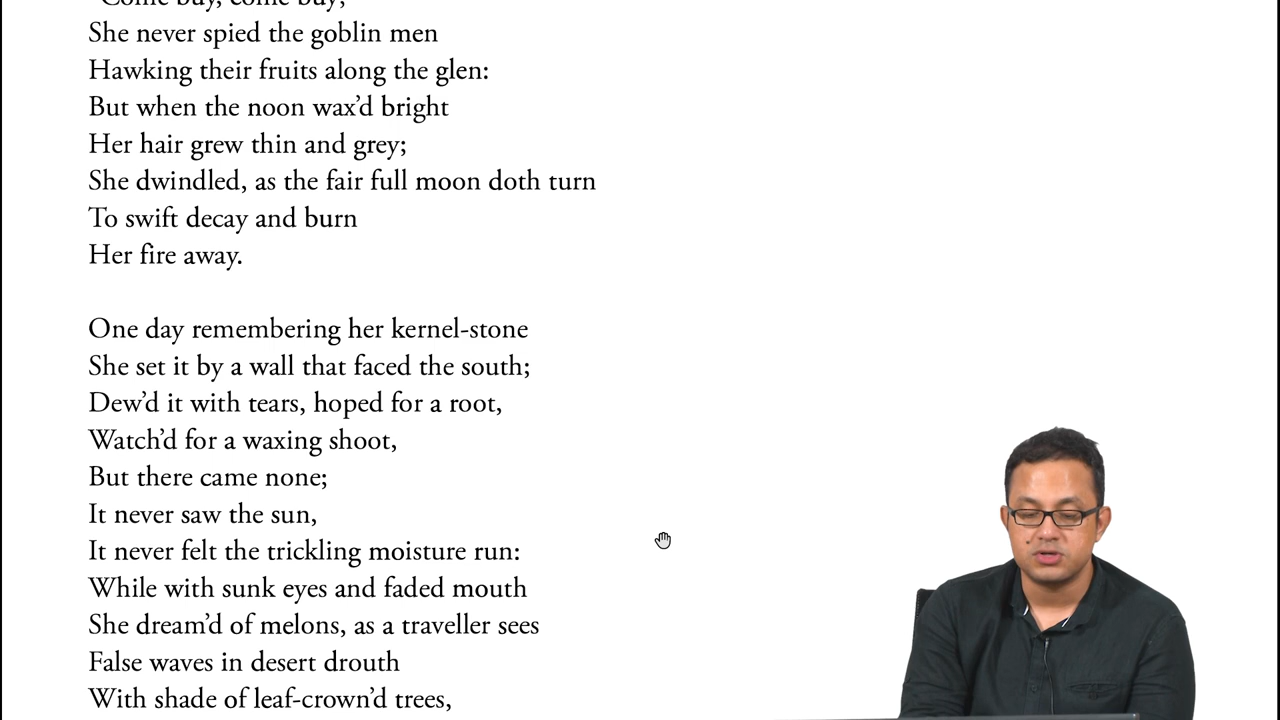 "Come buy, come buy;"
She never spied the goblin men
Hawking their fruits along the glen:
But when the noon wax’d bright
Her hair grew thin and grey;
She dwindled, as the fair full moon doth turn
To swift decay and burn
Her fire away.
One day remembering her kernel-stone
She set it by a wall that faced the south;
Dew’d it with tears, hoped for a root,
Watch’d for a waxing shoot,
But there came none;
It never saw the sun,
It never felt the trickling moisture run:
While with sunk eyes and faded mouth
She dream’d of melons, as a traveller sees
False waves in desert drouth
With shade of leaf-crown’d trees,